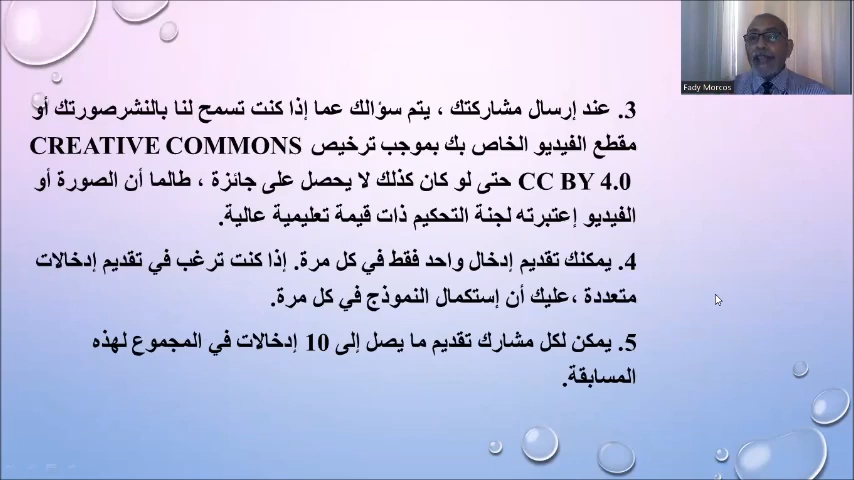 3. عند إرسال مشاركتك ، يتم سؤالك عما إذا كنت تسمح لنا بالنشرصورتك أو
مقطع الفيديو الخاص بك بموجب ترخيص CREATIVE COMMONS
CC BY 4.0 حتى لو كان كذلك لا يحصل على جائزة ، طالما أن الصورة أو
الفيديو إعتبرته لجنة التحكيم ذات قيمة تعليمية عالية.
4. يمكنك تقديم إدخال واحد فقط في كل مرة. إذا كنت ترغب في تقديم إدخالات
متعددة ،عليك أن إستكمال النموذج في كل مرة.
5. يمكن لكل مشارك تقديم ما يصل إلى 10 إدخالات في المجموع لهذه
المسابقة.
Fady Morcos